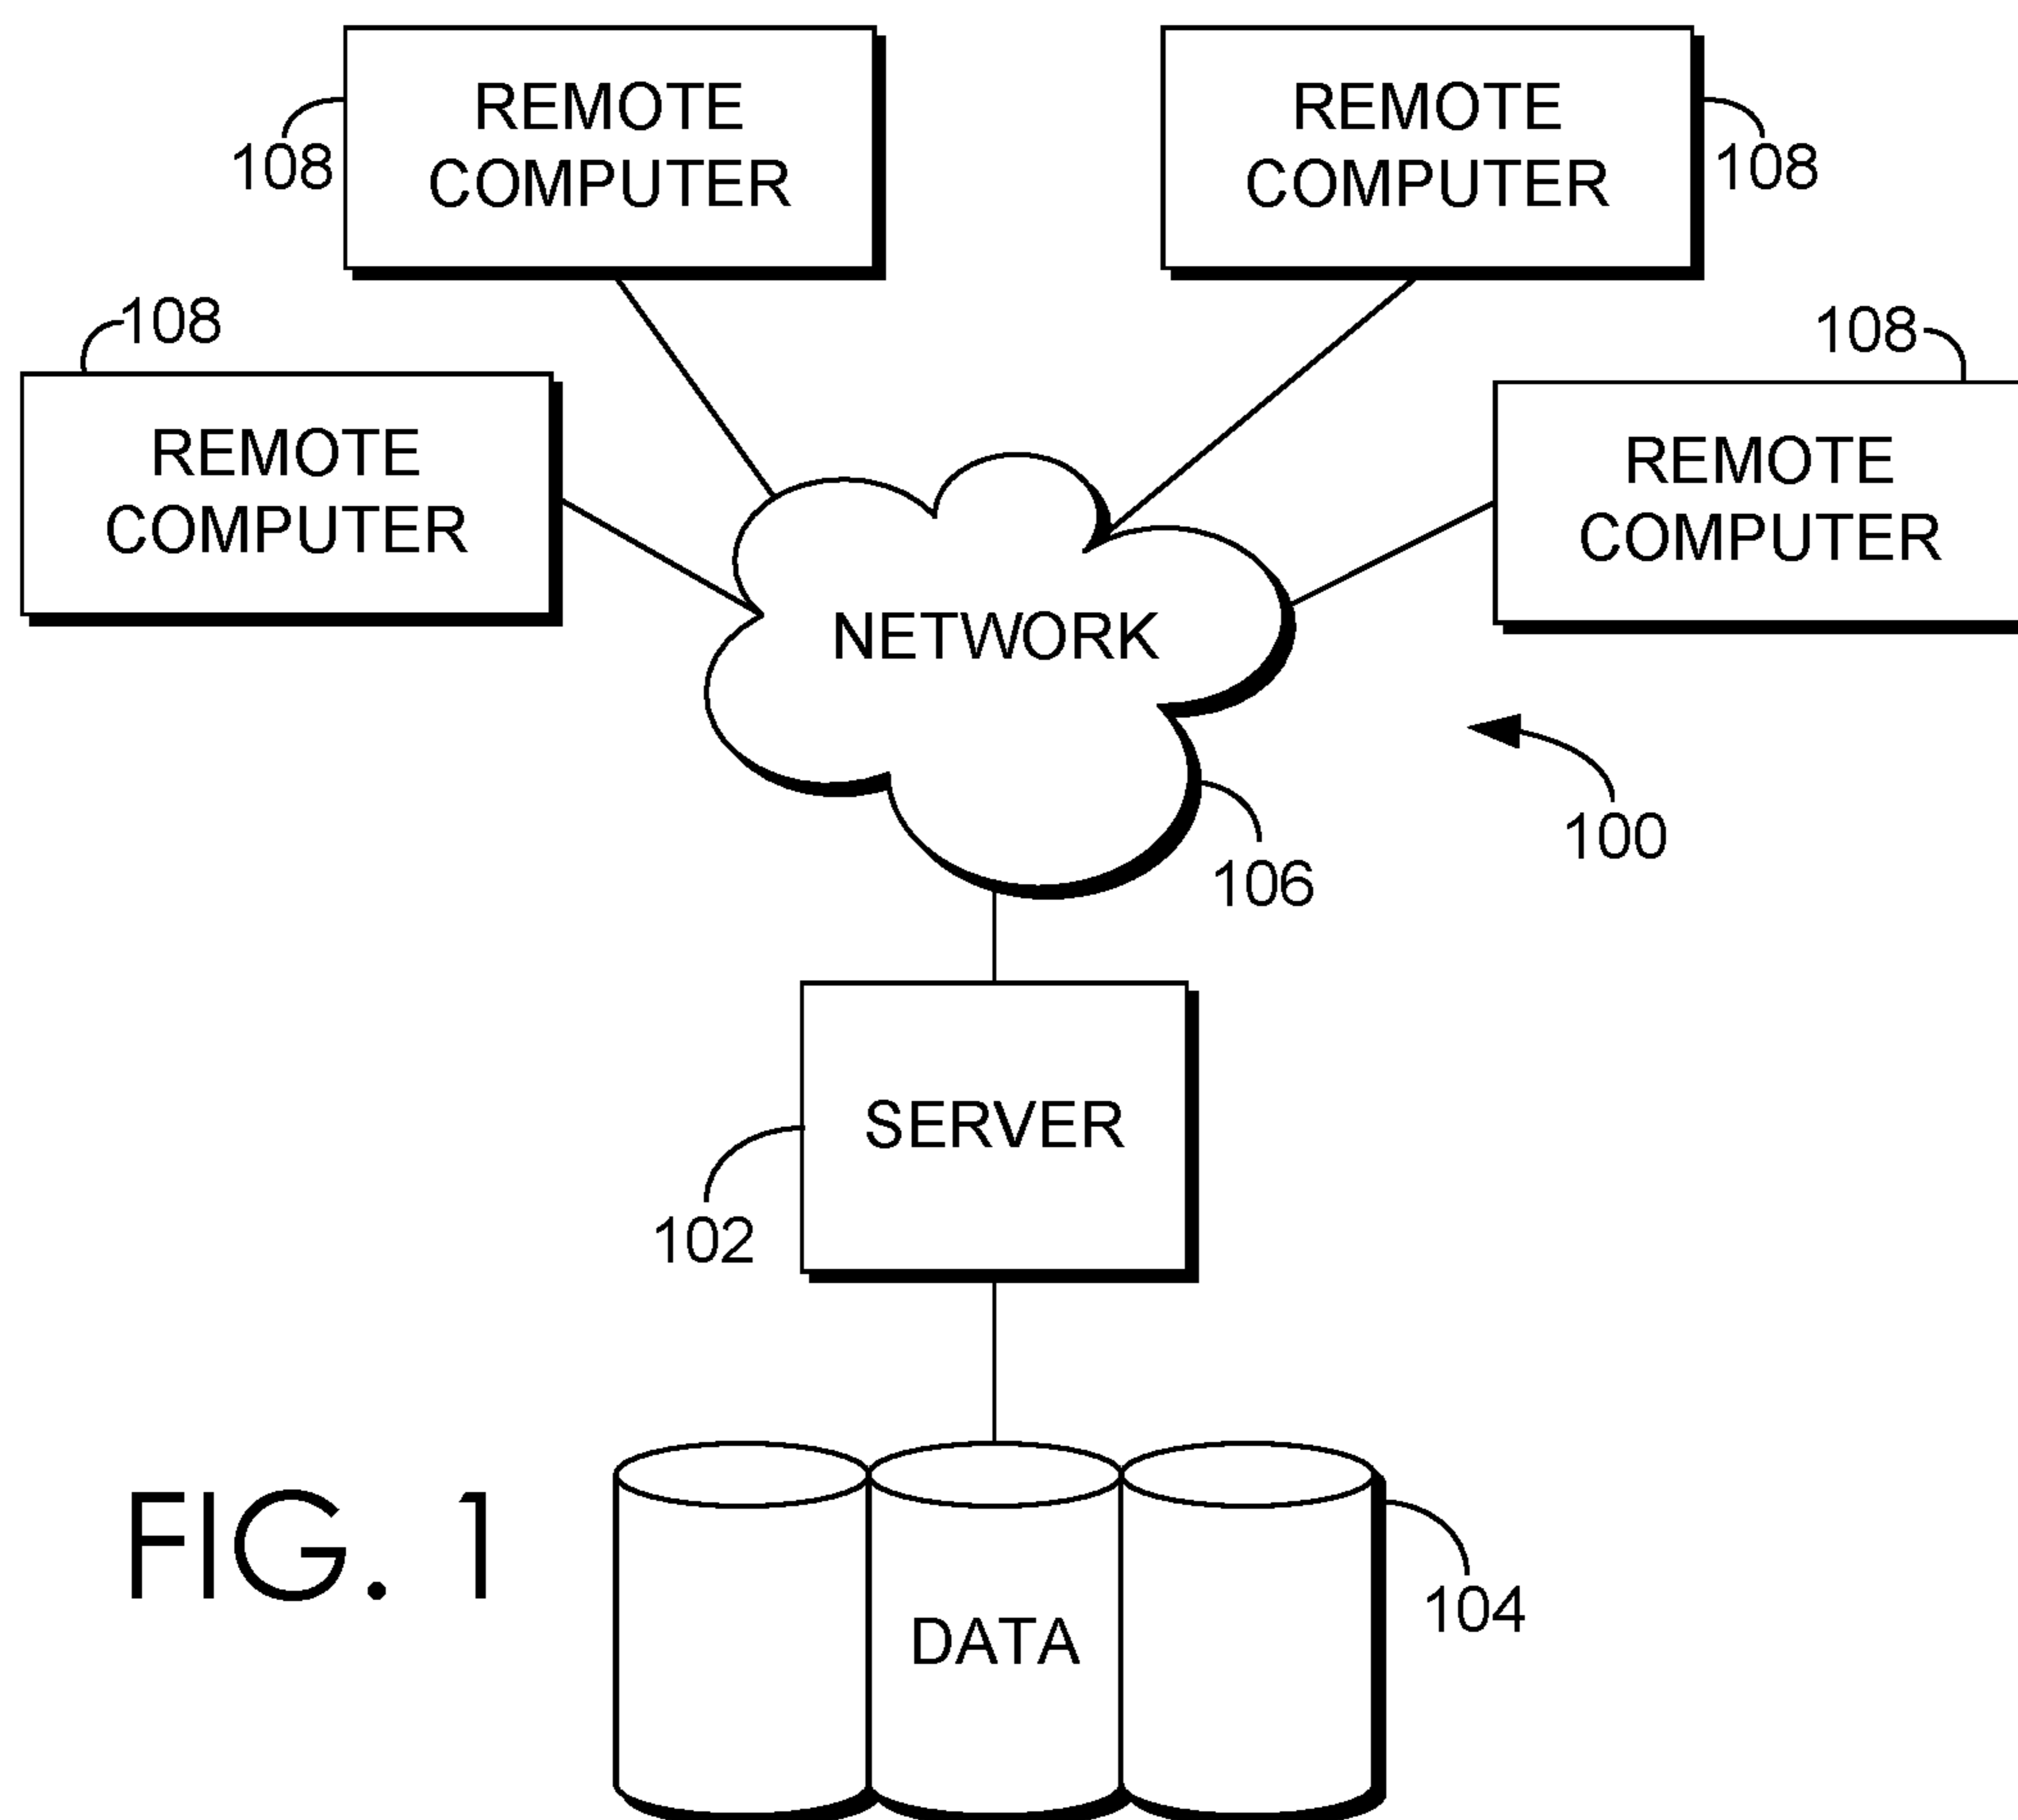 REMOTE
COMPUTER
108
REMOTE
COMPUTER
108
108
REMOTE
COMPUTER
108
REMOTE
COMPUTER
NETWORK
100
106
SERVER
102
FIG. 1
DATA
104